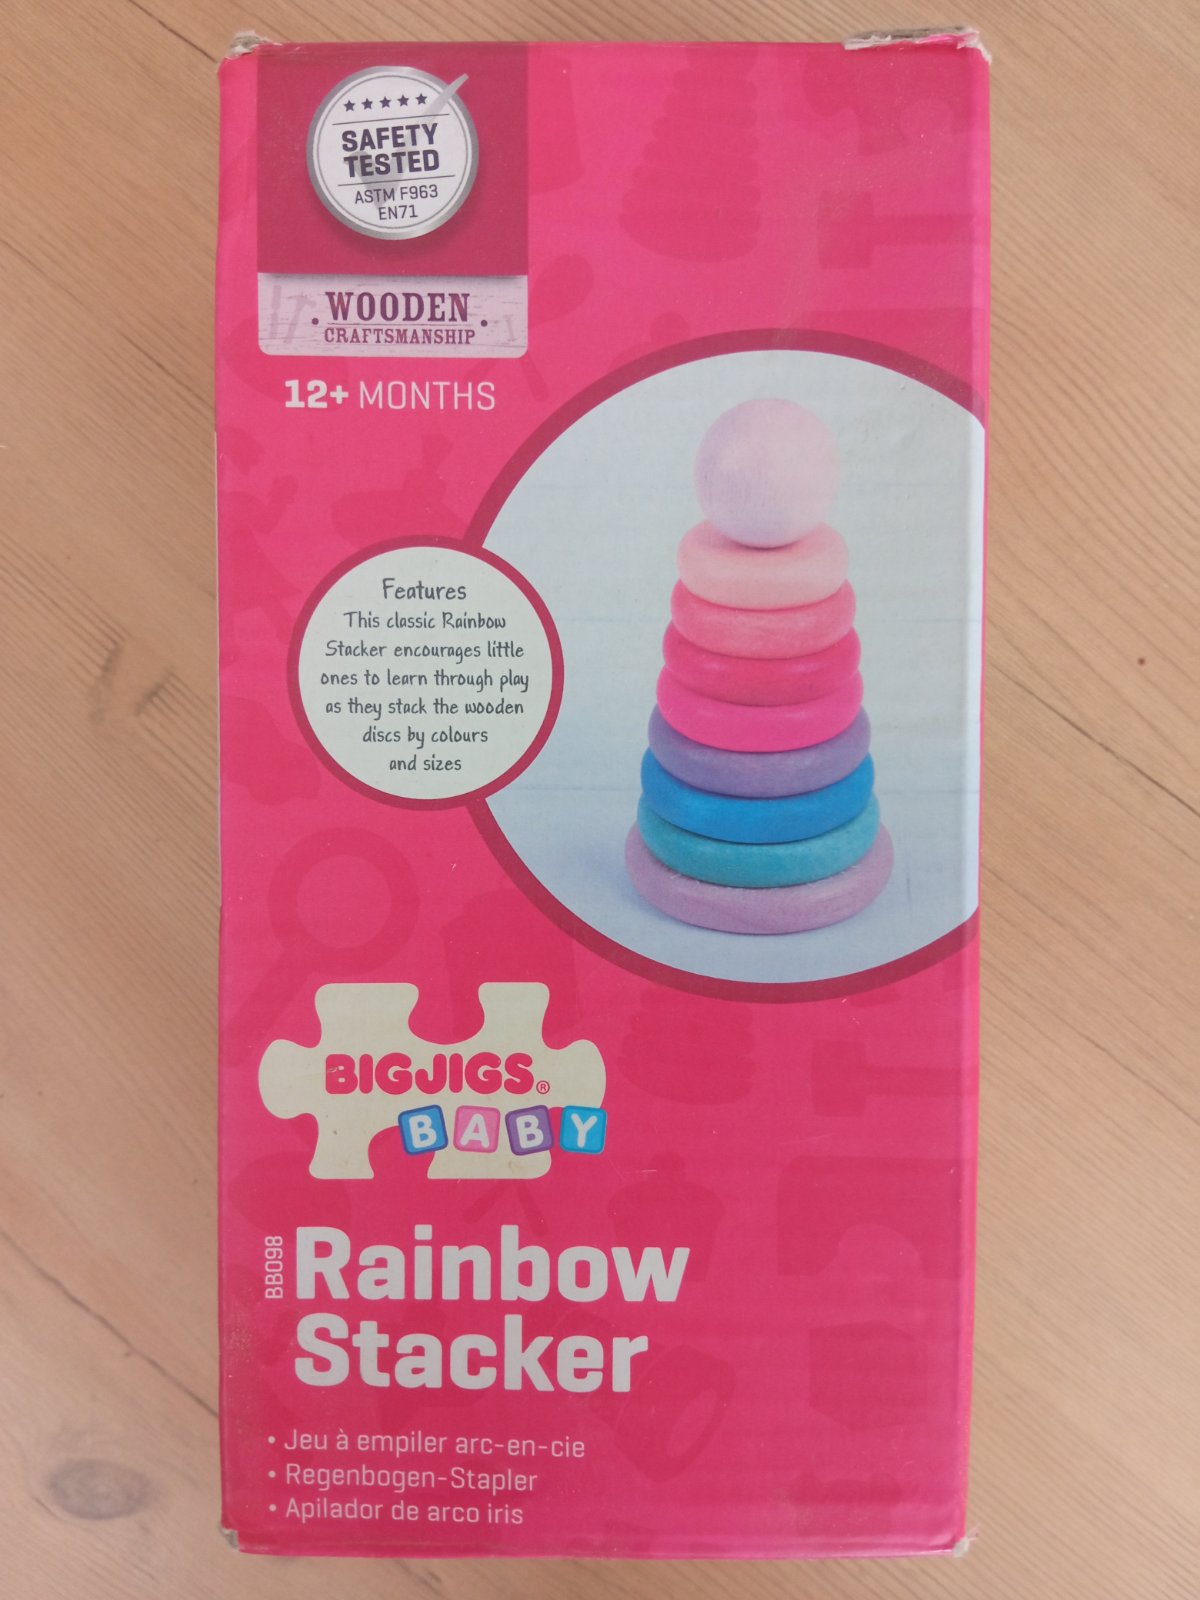 SAFETY
TESTED
ASTM F963
EN71
WOODEN
CRAFTSMANSHIP
12+ MONTHS
Features
This classic Rainbow
Stacker encourages little
ones to learn through play
as they stack the wooden
discs by colours
and sizes
BIGJIGS®
BABY
BB098
Rainbow
Stacker
• Jeu à empiler arc-en-cie
• Regenbogen-Stapler
• Apilador de arco iris